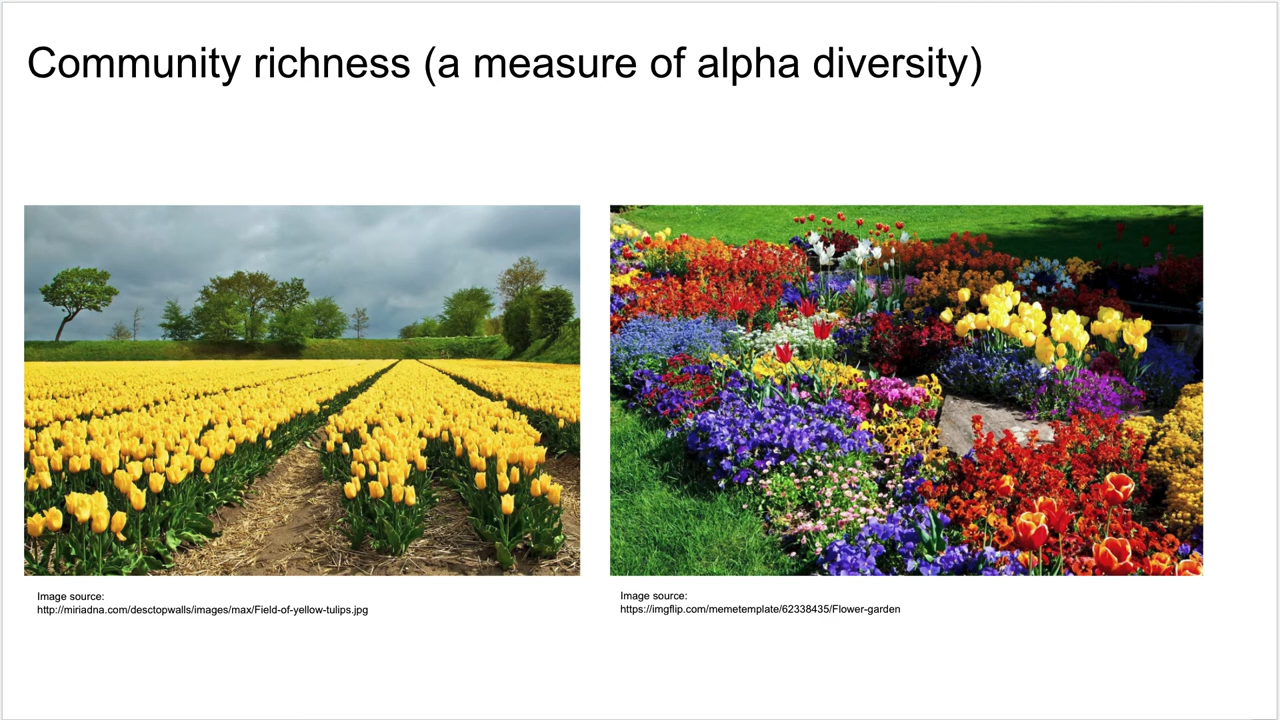 Community richness (a measure of alpha diversity)
Image source:
http://miriadna.com/desctopwalls/images/max/Field-of-yellow-tulips.jpg
Image source:
https://imgflip.com/memetemplate/62338435/Flower-garden